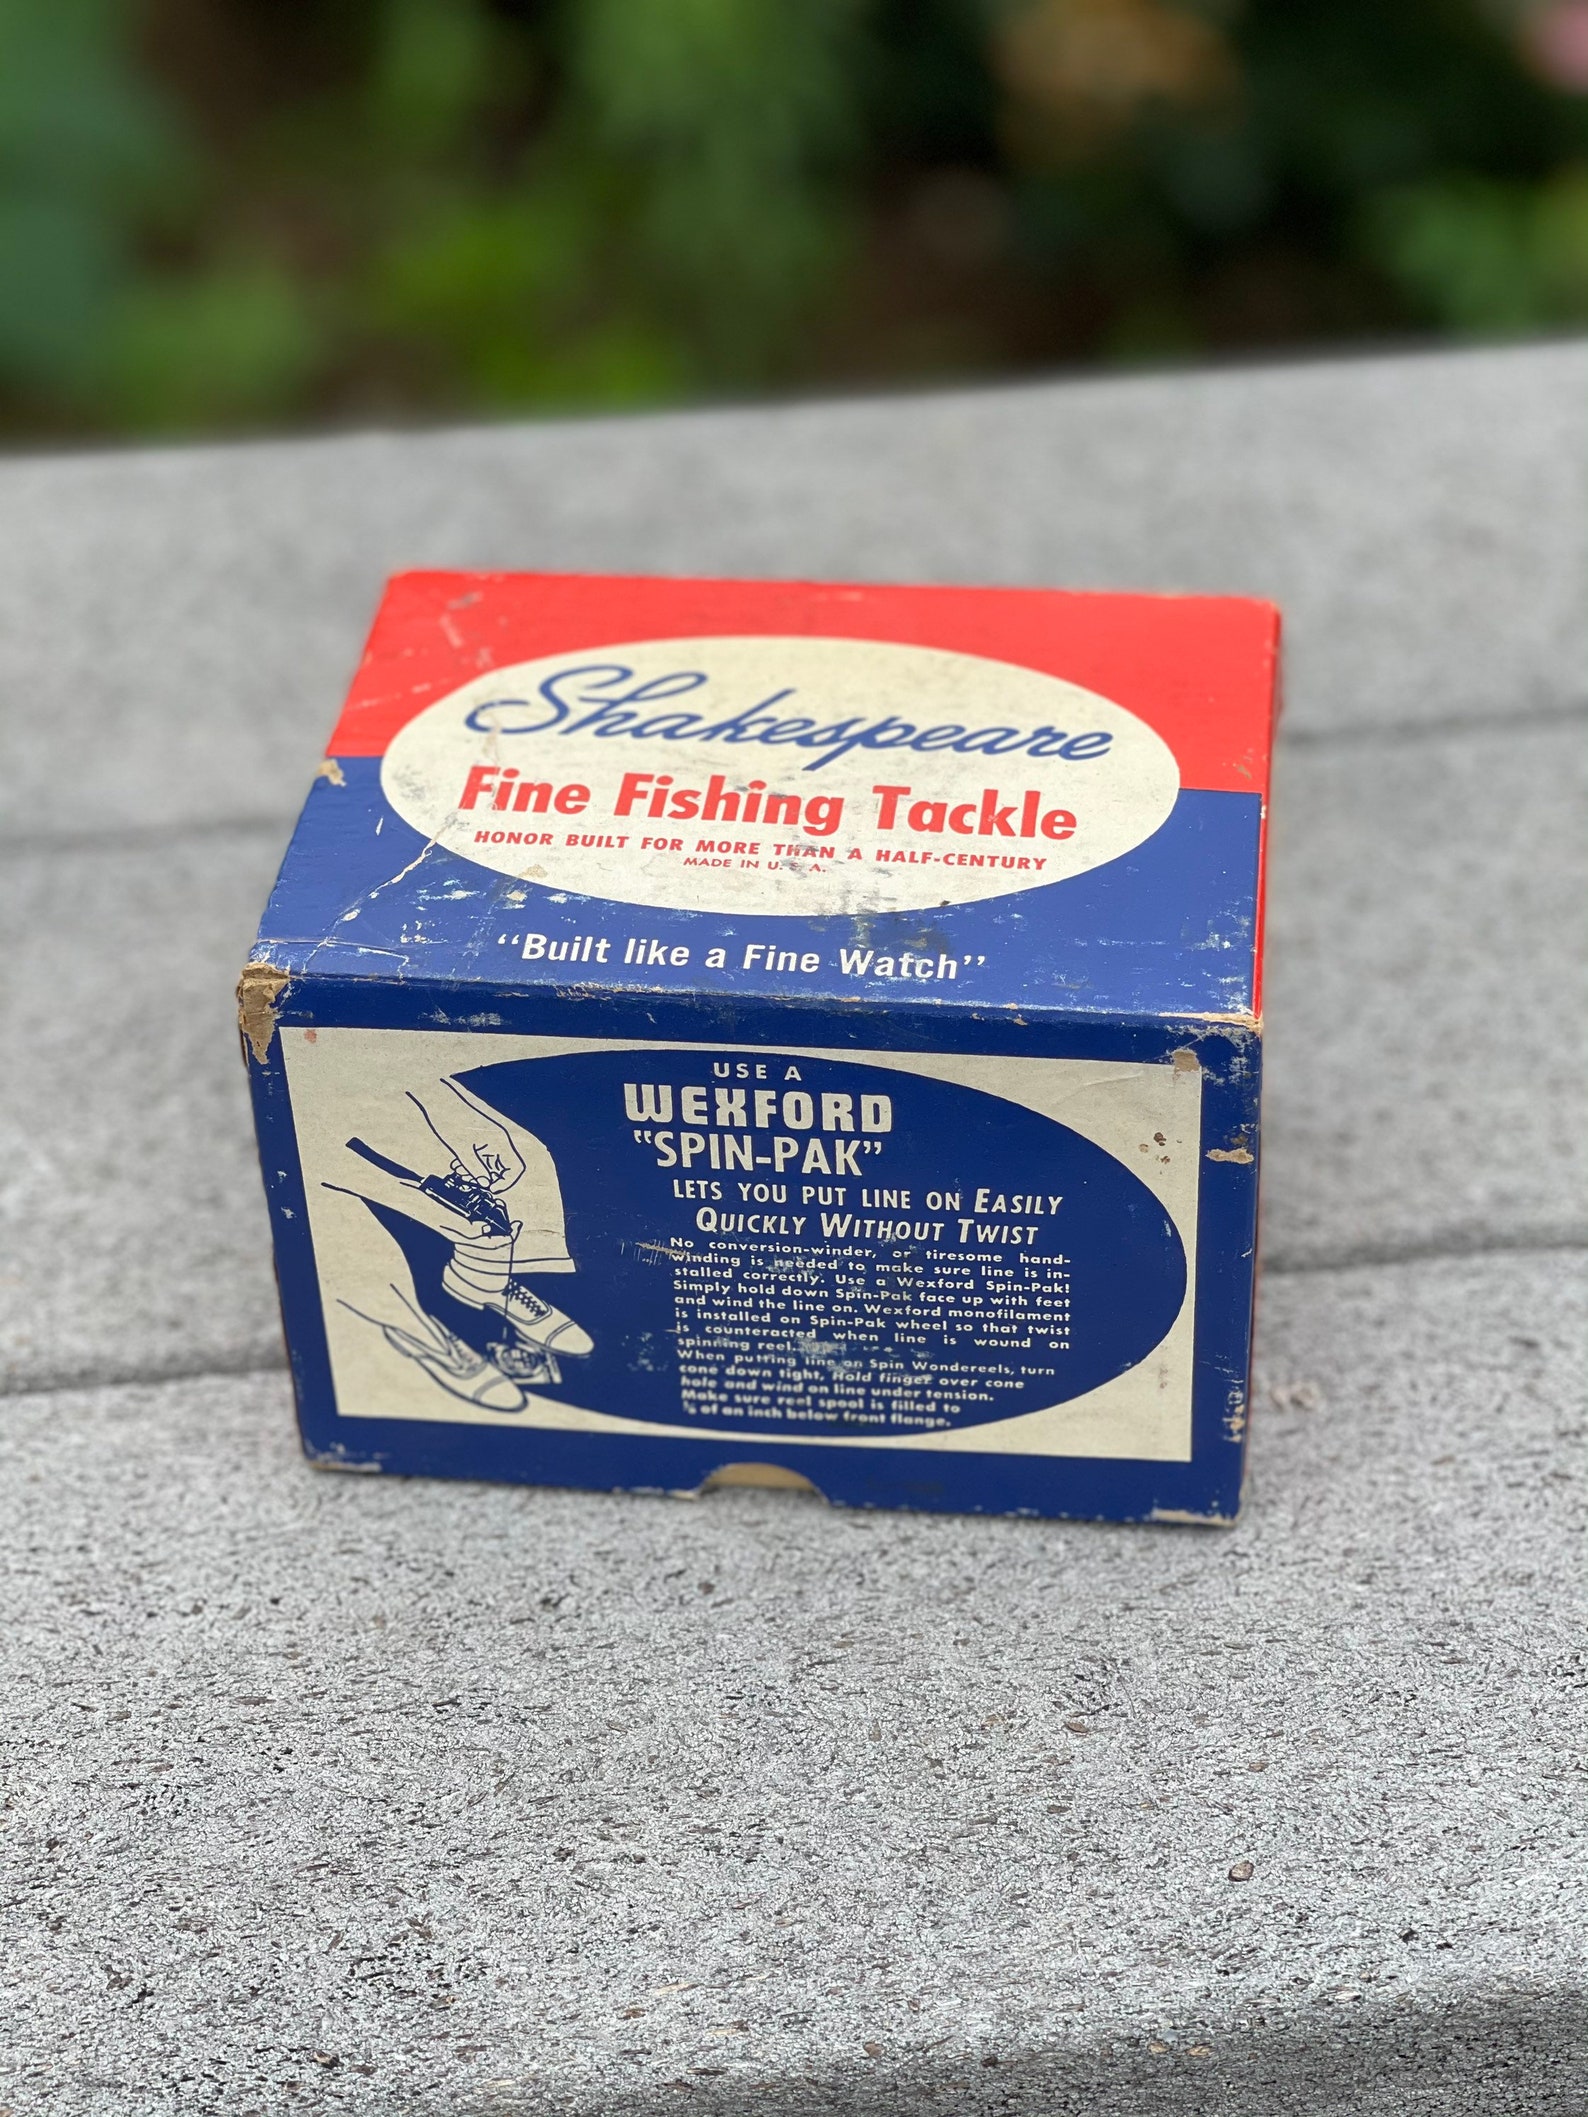 Shakespeare
Fine Fishing Tackle
HONOR BUILT FOR MORE THAN A HALF-CENTURY
MADE IN U. S. A.
“Built like a Fine Watch”
USE A
WEXFORD
“SPIN-PAK”
LETS YOU PUT LINE ON EASILY
QUICKLY WITHOUT TWIST
No conversion-winder, or tiresome hand-
winding is needed to make sure line is in-
stalled correctly. Use a Wexford Spin-Pak!
Simply hold down Spin-Pak face up with feet
and wind the line on. Wexford monofilament
is installed on Spin-Pak wheel so that twist
is counteracted when line is wound on
spinning reel.
When putting line on Spin Wondereels, turn
cone down tight, Hold finger over cone
hole and wind on line under tension.
Make sure reel spool is filled to
of an inch below front flange.